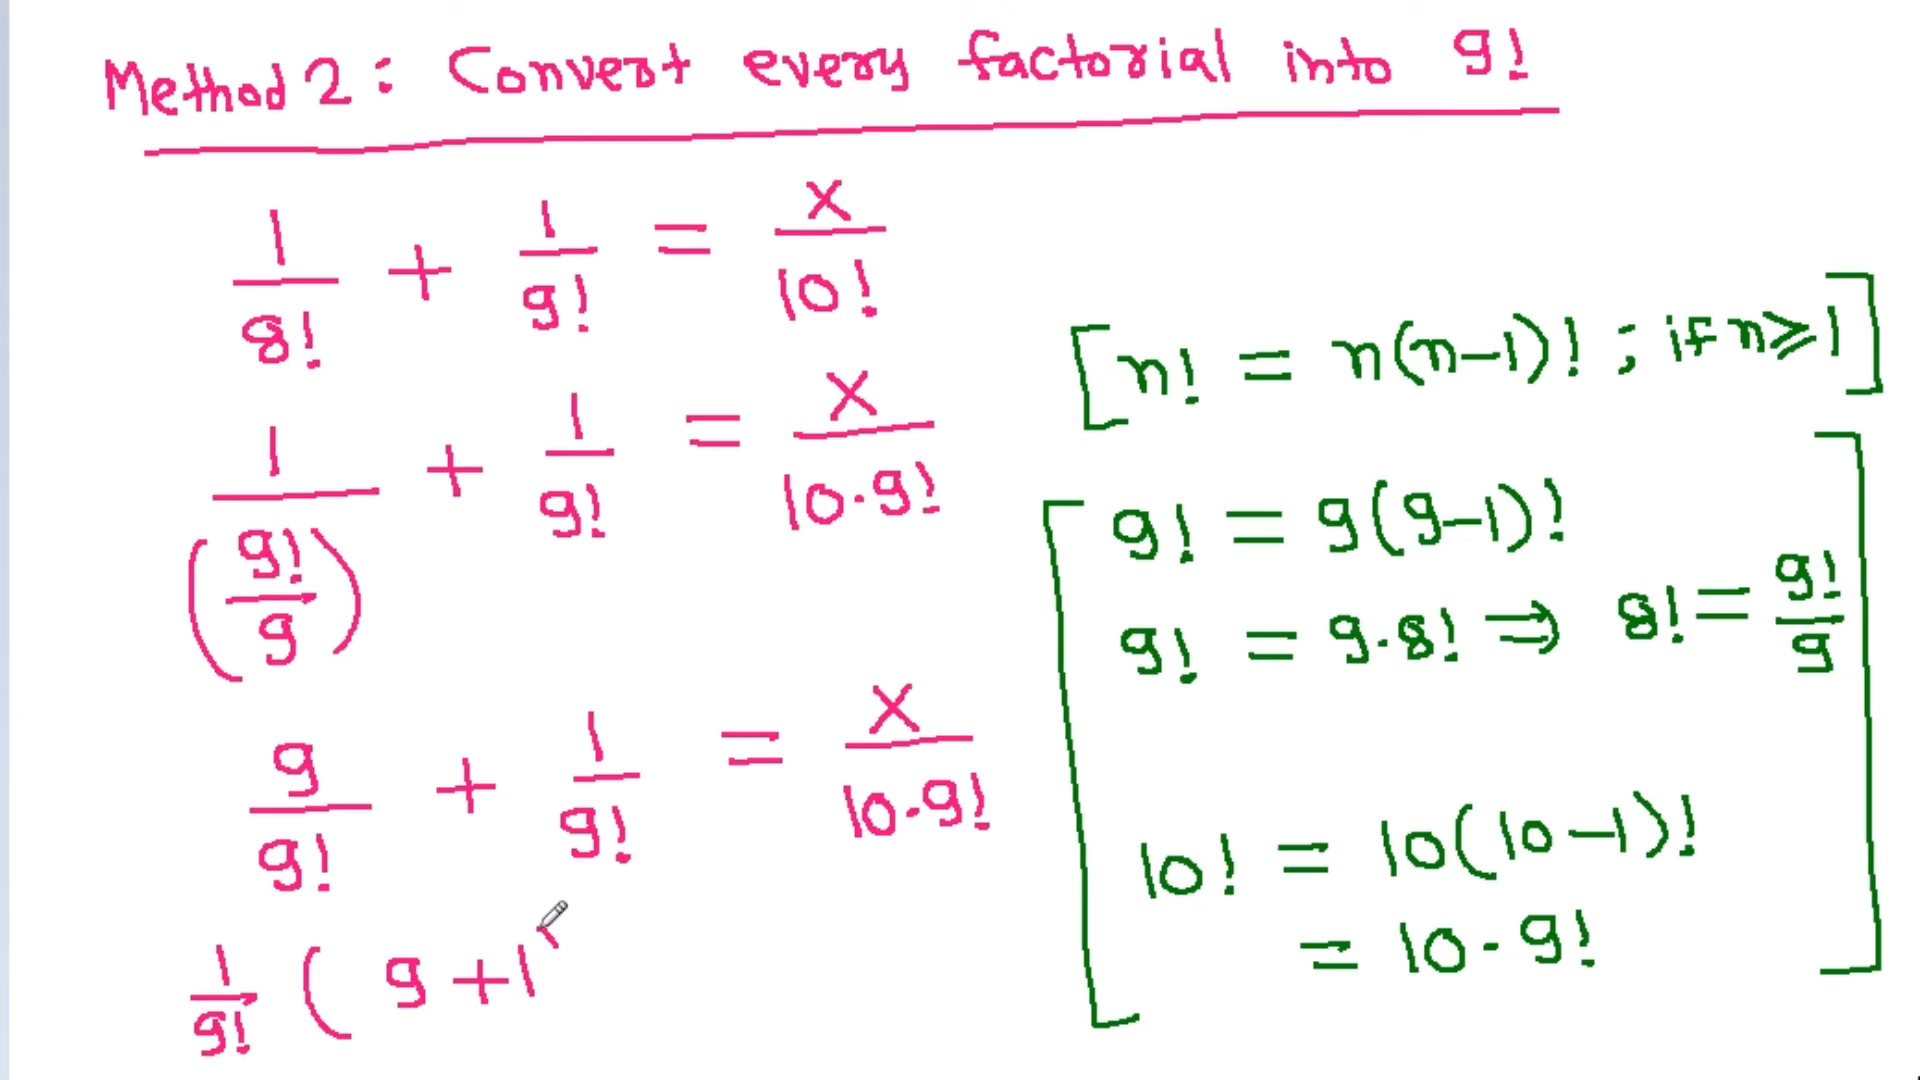 Method 2: Convert every factorial into 9!
1/8! + 1/9! = x/10!
[n! = n(n-1)! ; if n≥1]
1/(9!/9) + 1/9! = x/10·9!
[9! = 9(9-1)!
9! = 9·8! ⇒ 8! = 9!/9
9/9! + 1/9! = x/10·9!
10! = 10(10-1)!
= 10·9!]
1/9! (9+1